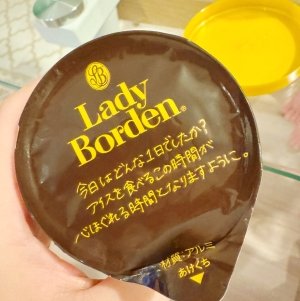 LB
Lady
Borden®
今日はどんな1日でしたか?
アイスを食べるこの時間が
心ほぐれる時間となりますように。
材質:アルミ
あけくち